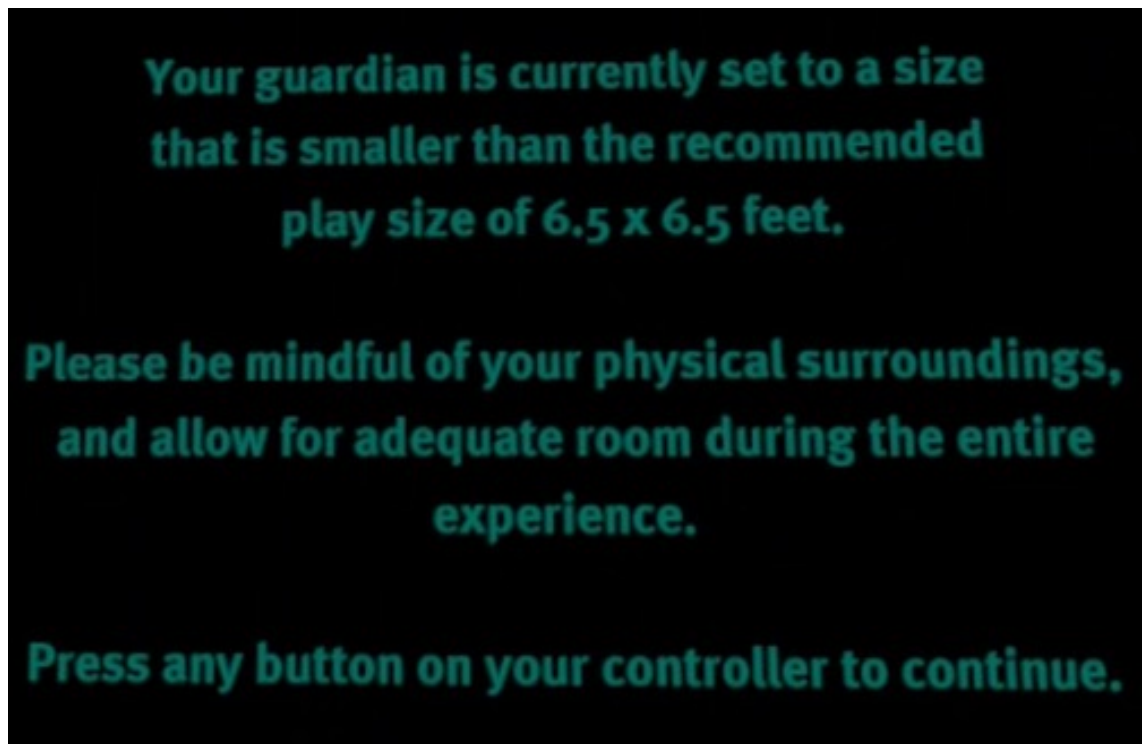 Your guardian is currently set to a size
that is smaller than the recommended
play size of 6.5 x 6.5 feet.
Please be mindful of your physical surroundings,
and allow for adequate room during the entire
experience.
Press any button on your controller to continue.